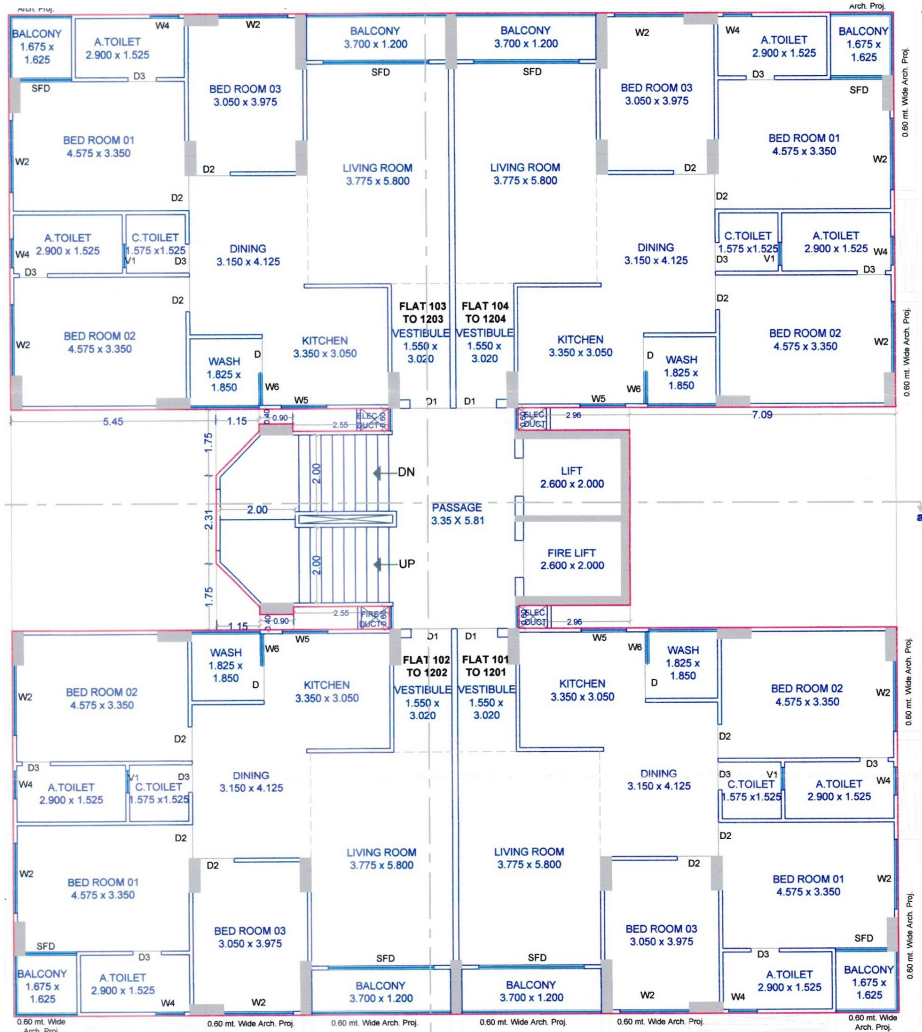 Arch. Proj.
Arch. Proj.
BALCONY
1.675 x
1.625
W4
A.TOILET
2.900 x 1.525
D3
SFD
W2
BED ROOM 03
3.050 x 3.975
BALCONY
3.700 x 1.200
SFD
BALCONY
3.700 x 1.200
SFD
W2
BED ROOM 03
3.050 x 3.975
W4
A.TOILET
2.900 x 1.525
D3
BALCONY
1.675 x
1.625
SFD
0.60 mt. Wide Arch. Proj.
BED ROOM 01
4.575 x 3.350
W2
D2
D2
LIVING ROOM
3.775 x 5.800
LIVING ROOM
3.775 x 5.800
D2
D2
BED ROOM 01
4.575 x 3.350
W2
A.TOILET
2.900 x 1.525
W4
D3
C.TOILET
1.575 x1.525
V1
D3
DINING
3.150 x 4.125
DINING
3.150 x 4.125
C.TOILET
1.575 x1.525
D3
V1
A.TOILET
2.900 x 1.525
W4
D3
BED ROOM 02
4.575 x 3.350
W2
D2
WASH
1.825 x
1.850
D
W6
KITCHEN
3.350 x 3.050
W5
FLAT 103
TO 1203
VESTIBULE
1.550 x
3.020
D1
FLAT 104
TO 1204
VESTIBULE
1.550 x
3.020
D1
KITCHEN
3.350 x 3.050
W5
D
W6
WASH
1.825 x
1.850
D2
BED ROOM 02
4.575 x 3.350
W2
0.60 mt. Wide Arch. Proj.
5.45
1.15
0.40
0.90
2.55
ELEC
DUCT
0.60
0.60
ELEC
DUCT
2.96
7.09
1.75
2.00
DN
LIFT
2.600 x 2.000
2.00
2.31
PASSAGE
3.35 X 5.81
2.00
UP
FIRE LIFT
2.600 x 2.000
1.75
1.15
0.40
0.90
2.55
FIRE
DUCT
0.60
0.60
ELEC
DUCT
2.96
BED ROOM 02
4.575 x 3.350
W2
D2
WASH
1.825 x
1.850
D
W6
W5
KITCHEN
3.350 x 3.050
D1
FLAT 102
TO 1202
VESTIBULE
1.550 x
3.020
D1
FLAT 101
TO 1201
VESTIBULE
1.550 x
3.020
W5
KITCHEN
3.350 x 3.050
W6
D
WASH
1.825 x
1.850
D2
BED ROOM 02
4.575 x 3.350
W2
0.60 mt. Wide Arch. Proj.
D3
W4
A.TOILET
2.900 x 1.525
V1
C.TOILET
1.575 x1.525
D3
DINING
3.150 x 4.125
DINING
3.150 x 4.125
D3
C.TOILET
1.575 x1.525
V1
D3
A.TOILET
2.900 x 1.525
W4
BED ROOM 01
4.575 x 3.350
W2
D2
D2
LIVING ROOM
3.775 x 5.800
LIVING ROOM
3.775 x 5.800
D2
D2
BED ROOM 01
4.575 x 3.350
W2
0.60 mt. Wide Arch. Proj.
SFD
BALCONY
1.675 x
1.625
D3
A.TOILET
2.900 x 1.525
W4
BED ROOM 03
3.050 x 3.975
W2
SFD
BALCONY
3.700 x 1.200
SFD
BALCONY
3.700 x 1.200
BED ROOM 03
3.050 x 3.975
W2
D3
A.TOILET
2.900 x 1.525
W4
SFD
BALCONY
1.675 x
1.625
0.60 mt. Wide
Arch. Proj.
0.60 mt. Wide Arch. Proj.
0.60 mt. Wide Arch. Proj.
0.60 mt. Wide Arch. Proj.
0.60 mt. Wide Arch. Proj.
0.60 mt. Wide
Arch. Proj.